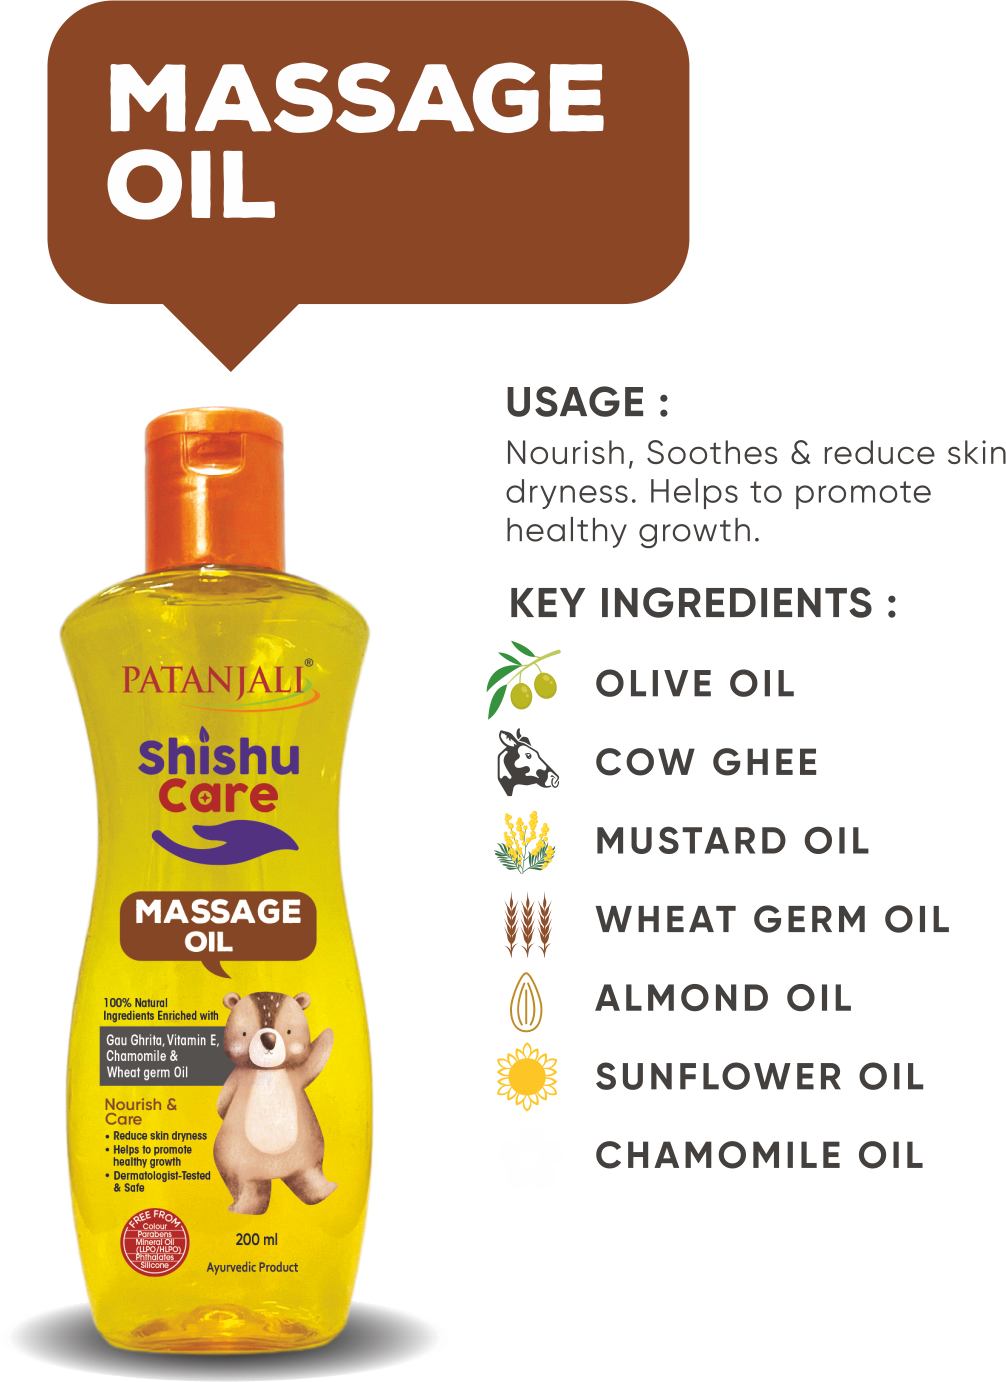 MASSAGE
OIL
USAGE :
Nourish, Soothes & reduce skin
dryness. Helps to promote
healthy growth.
KEY INGREDIENTS :
OLIVE OIL
COW GHEE
MUSTARD OIL
WHEAT GERM OIL
ALMOND OIL
SUNFLOWER OIL
CHAMOMILE OIL
PATANJALI®
Shishu
Care
MASSAGE
OIL
100% Natural
Ingredients Enriched with
Gau Ghrita, Vitamin E,
Chamomile &
Wheat germ Oil
Nourish &
Care
• Reduce skin dryness
• Helps to promote
healthy growth
• Dermatologist-Tested
& Safe
FREE FROM
Colour
Parabens
Mineral Oil
(LLPO/HLPO)
Phthalates
Silicone
200 ml
Ayurvedic Product